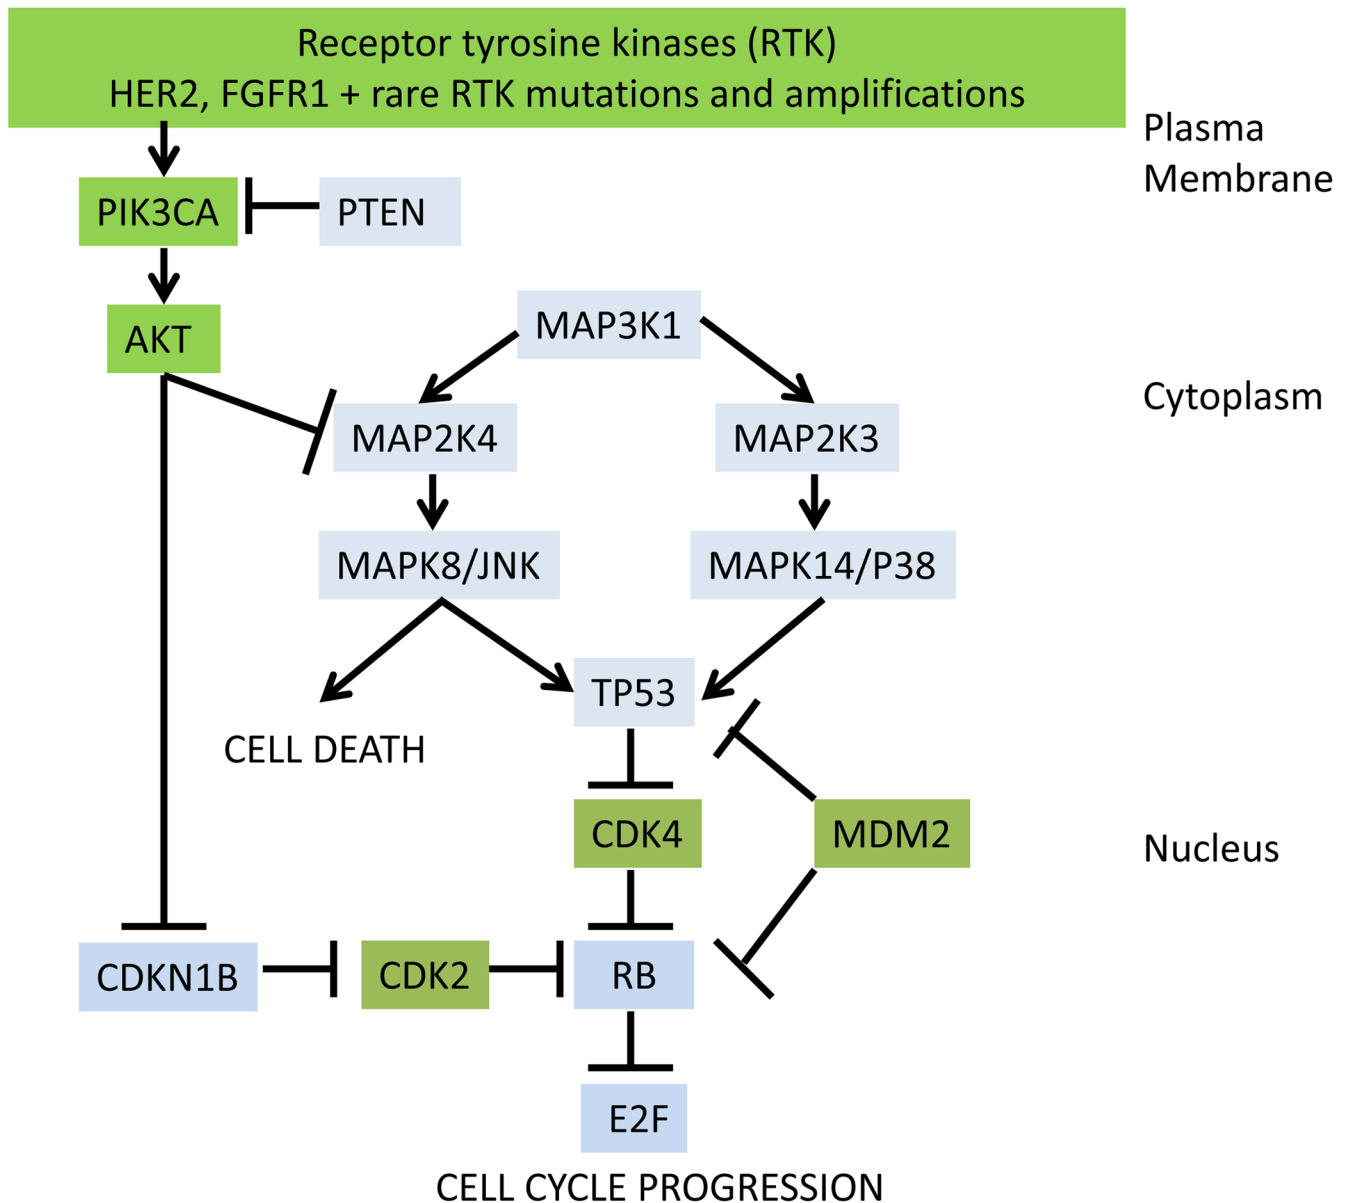 Receptor tyrosine kinases (RTK)
HER2, FGFR1 + rare RTK mutations and amplifications
Plasma
Membrane
PIK3CA
PTEN
AKT
MAP3K1
Cytoplasm
MAP2K4
MAP2K3
MAPK8/JNK
MAPK14/P38
TP53
CELL DEATH
CDK4
MDM2
Nucleus
CDKN1B
CDK2
RB
E2F
CELL CYCLE PROGRESSION